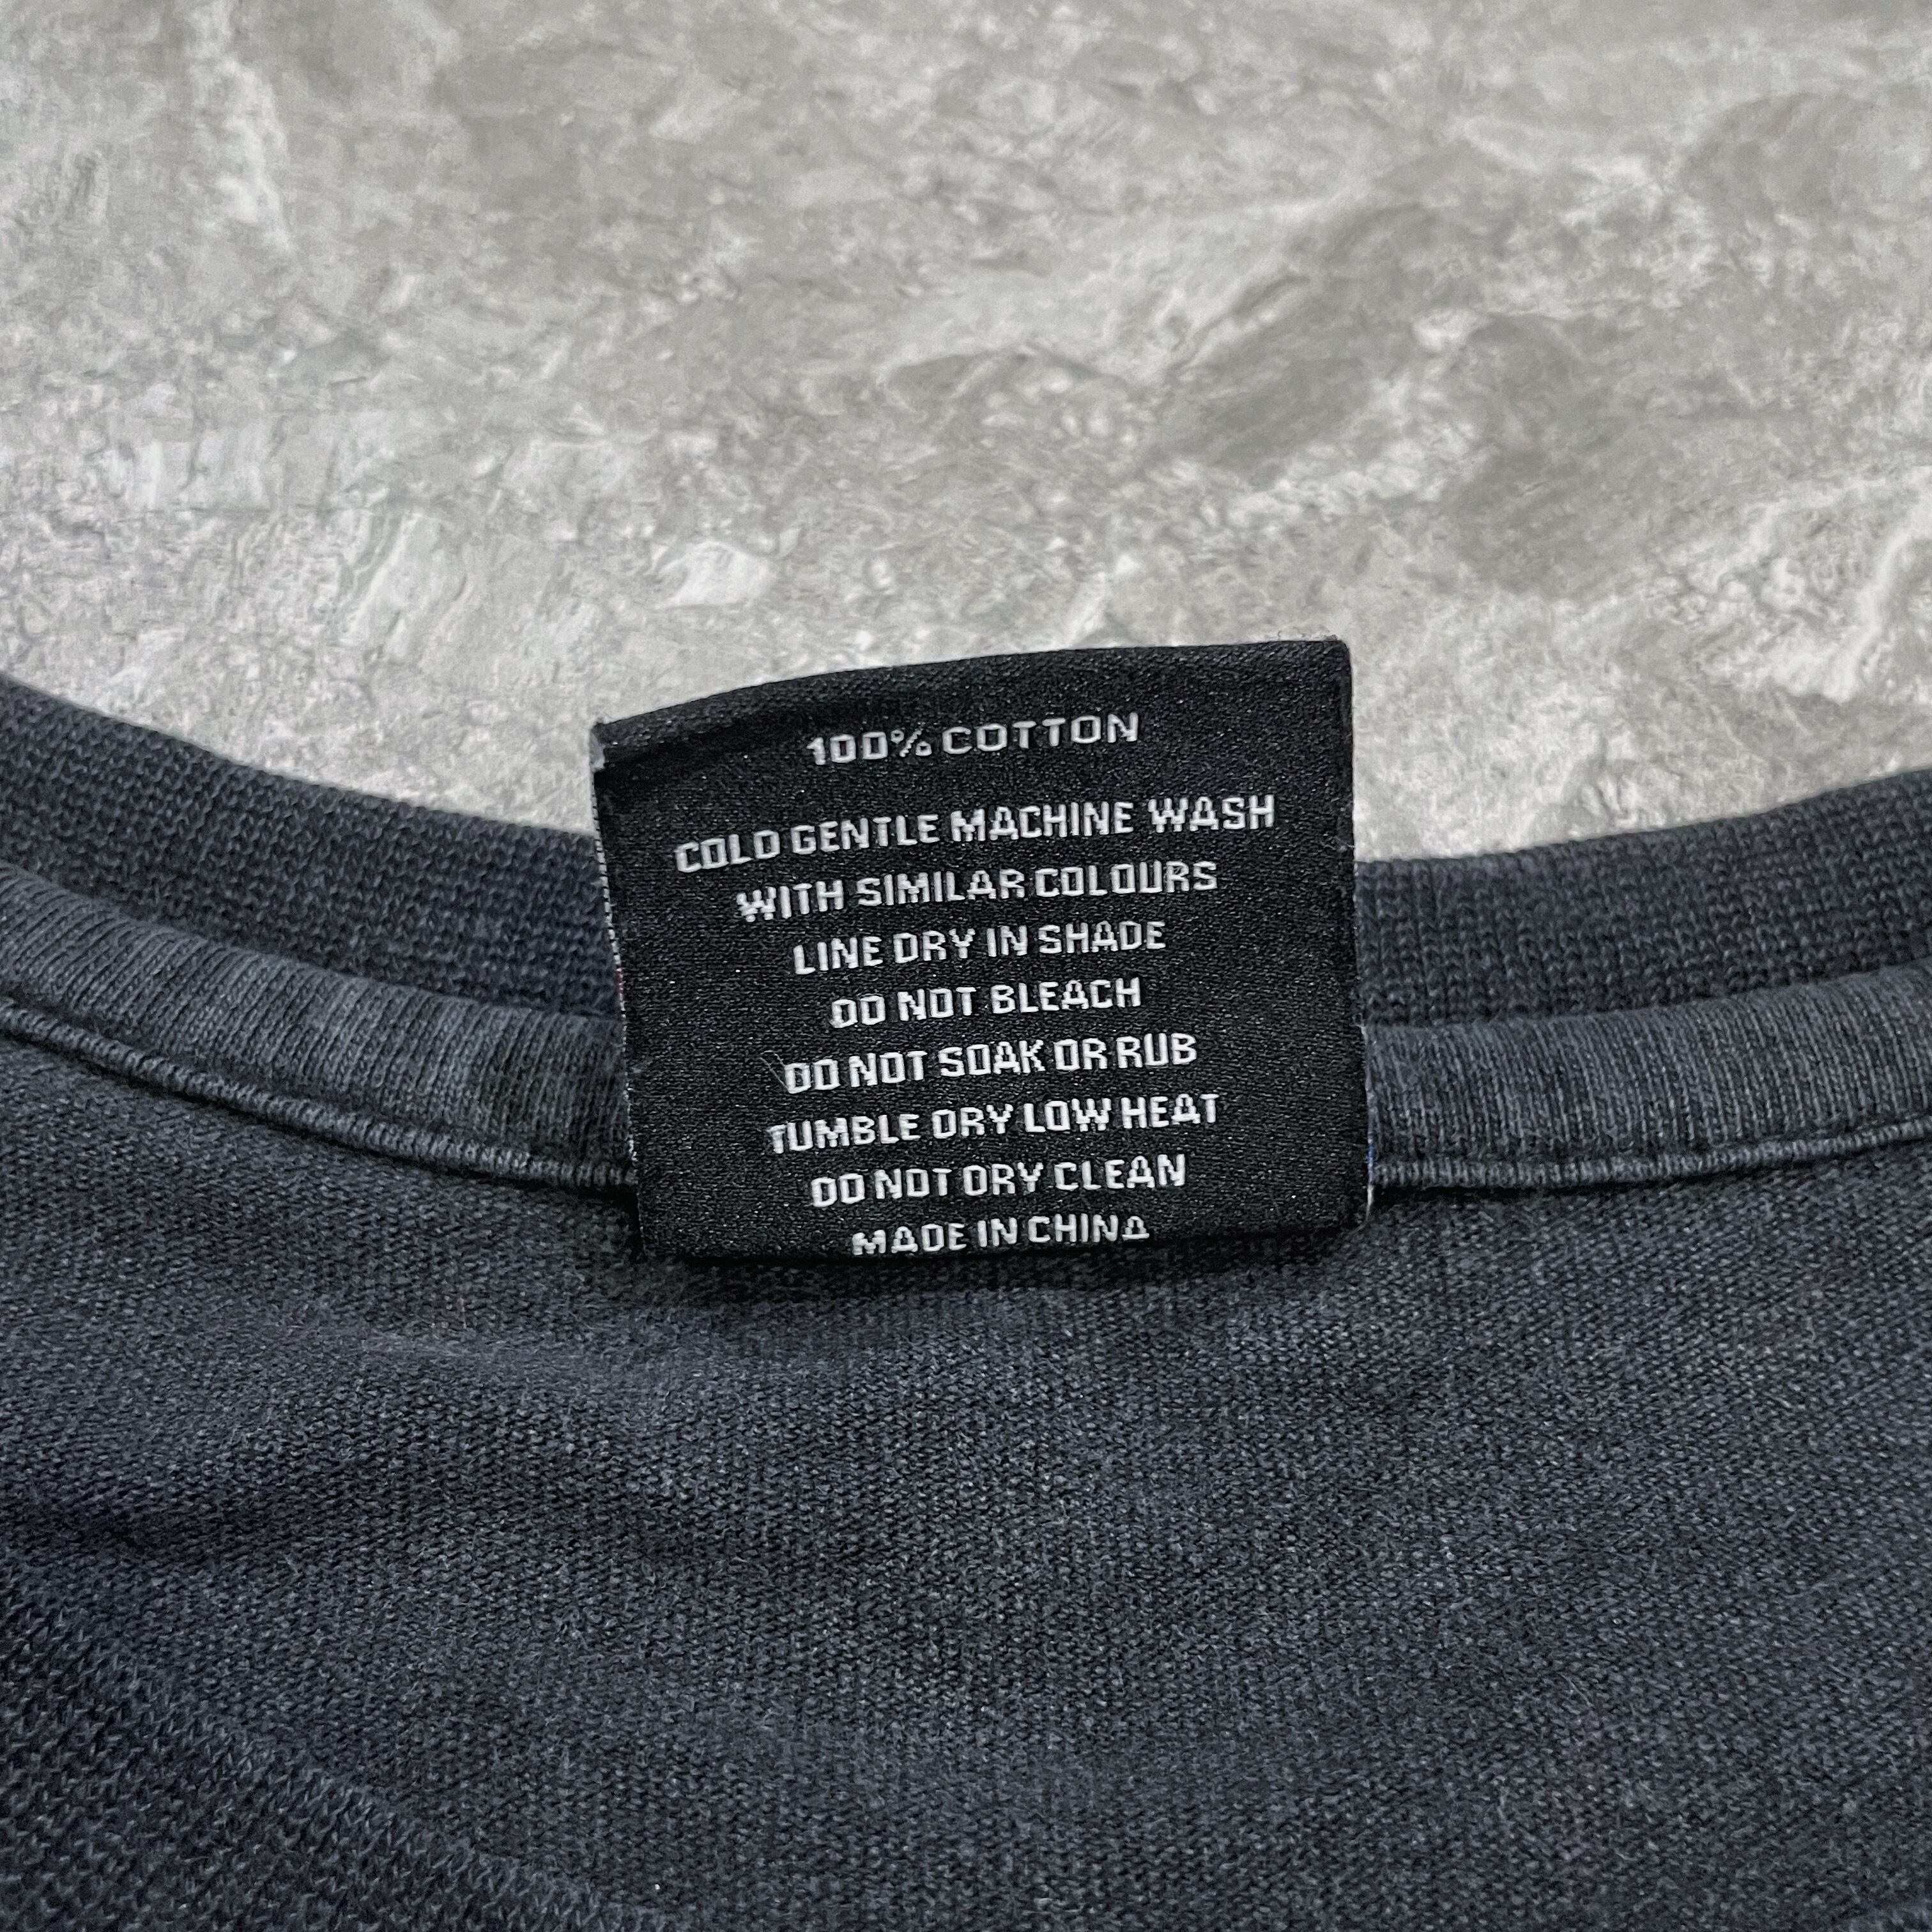 100% COTTON
COLD GENTLE MACHINE WASH
WITH SIMILAR COLOURS
LINE DRY IN SHADE
DO NOT BLEACH
DO NOT SOAK OR RUB
TUMBLE DRY LOW HEAT
DO NOT DRY CLEAN
MADE IN CHINA